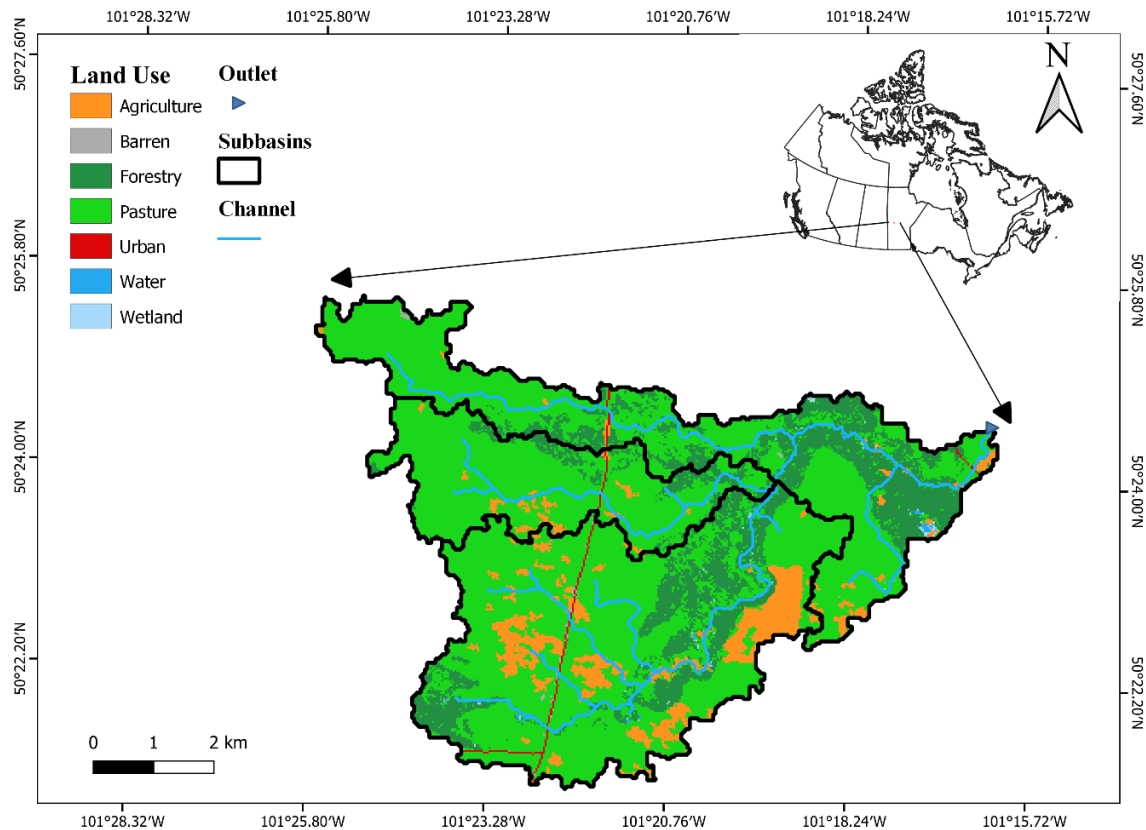 101°28.32'W 101°25.80'W 101°23.28'W 101°20.76'W 101°18.24'W 101°15.72'W
50°27.60'N
50°25.80'N
50°24.00'N
50°22.20'N
Land Use
Agriculture
Barren
Forestry
Pasture
Urban
Water
Wetland
Outlet
Subbasins
Channel
N
50°27.60'N
50°25.80'N
50°24.00'N
50°22.20'N
0 1 2 km
101°28.32'W 101°25.80'W 101°23.28'W 101°20.76'W 101°18.24'W 101°15.72'W